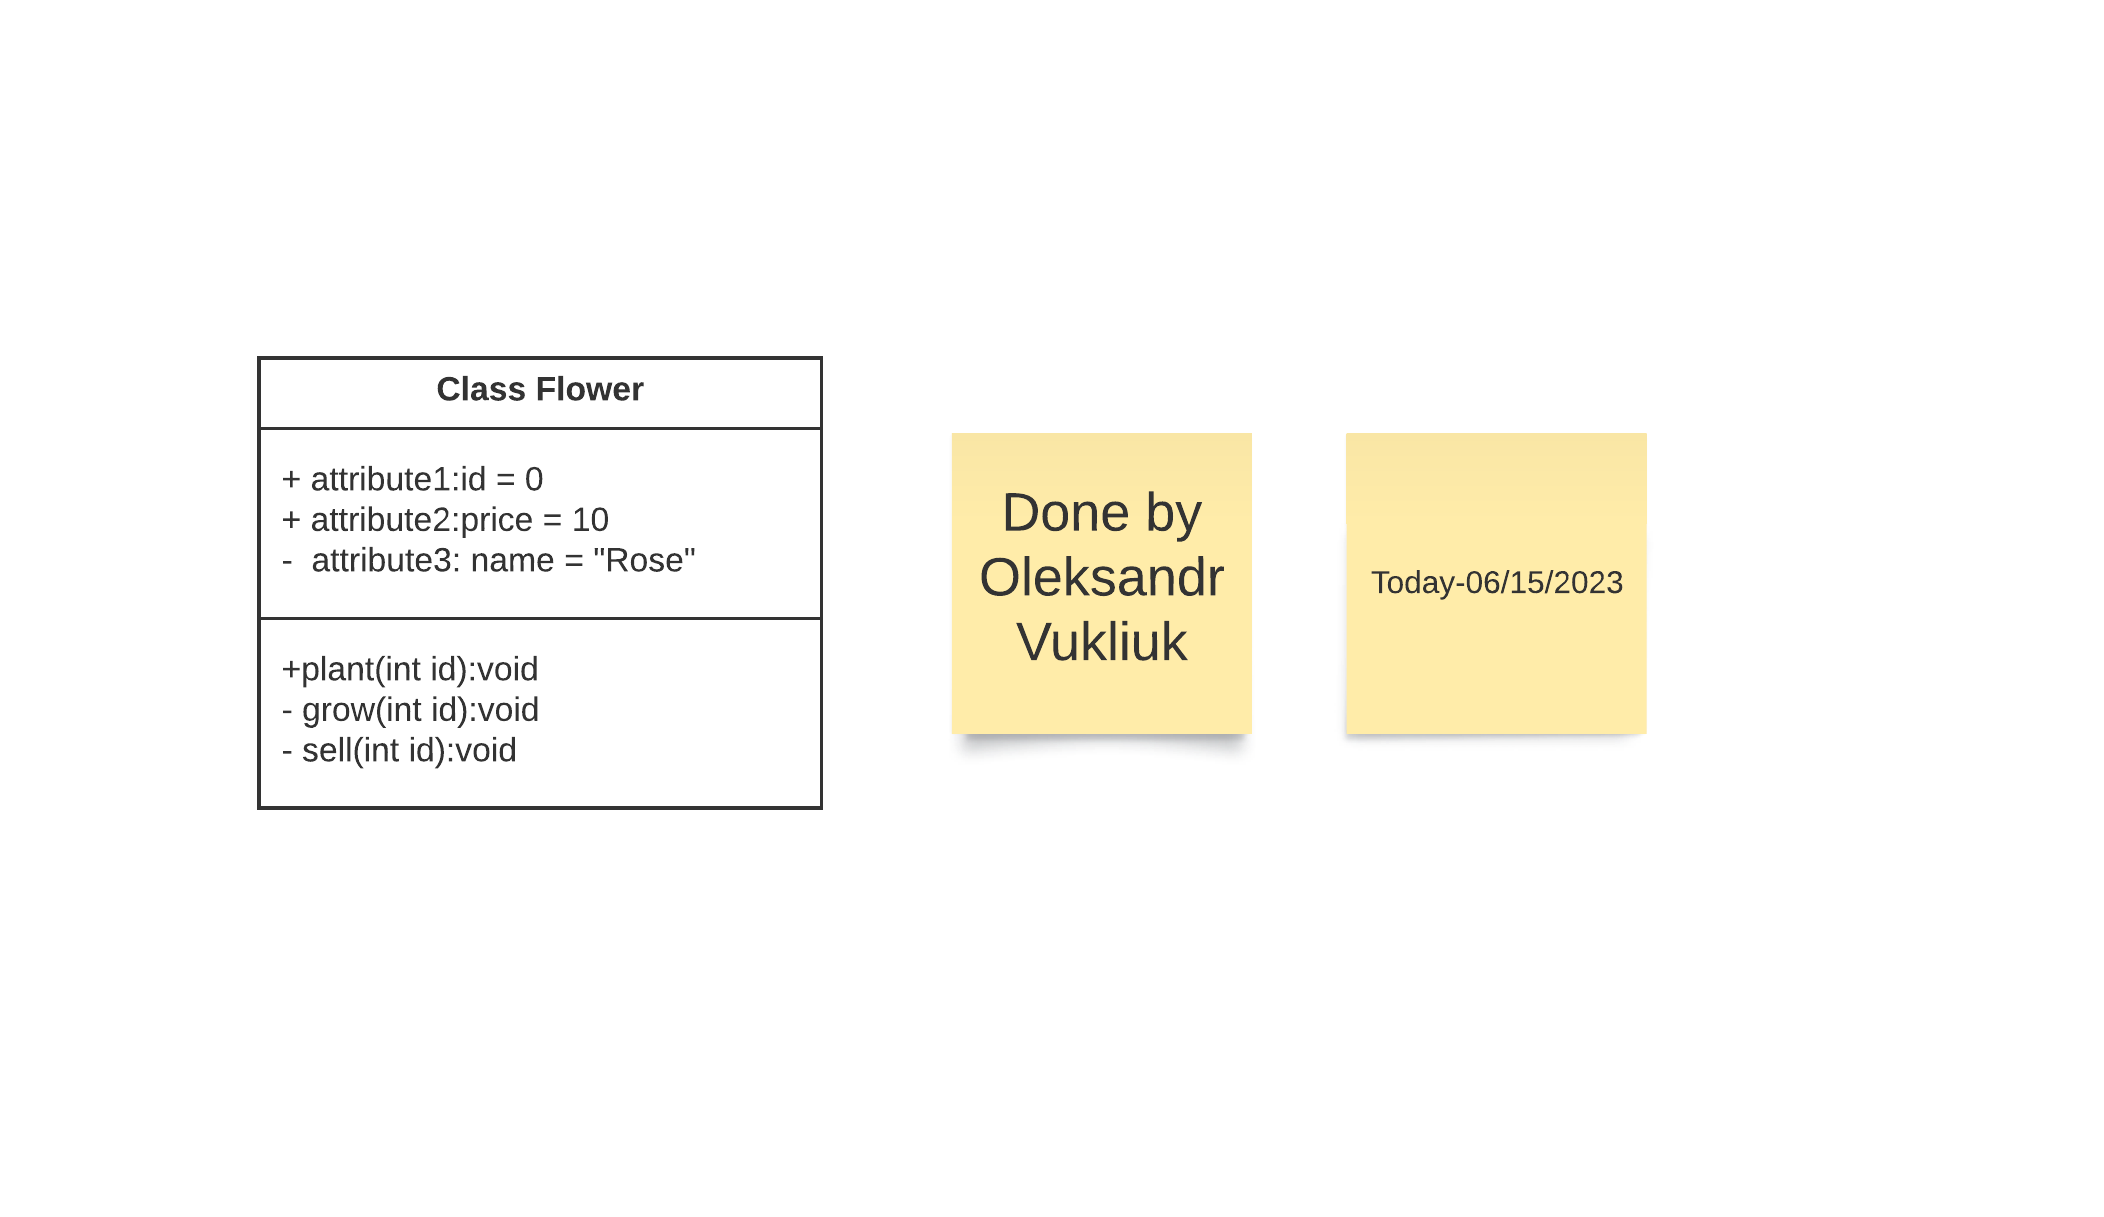 Class Flower
+ attribute1:id = 0
+ attribute2:price = 10
-  attribute3: name = "Rose"
+plant(int id):void
- grow(int id):void
- sell(int id):void
Done by
Oleksandr
Vukliuk
Today-06/15/2023